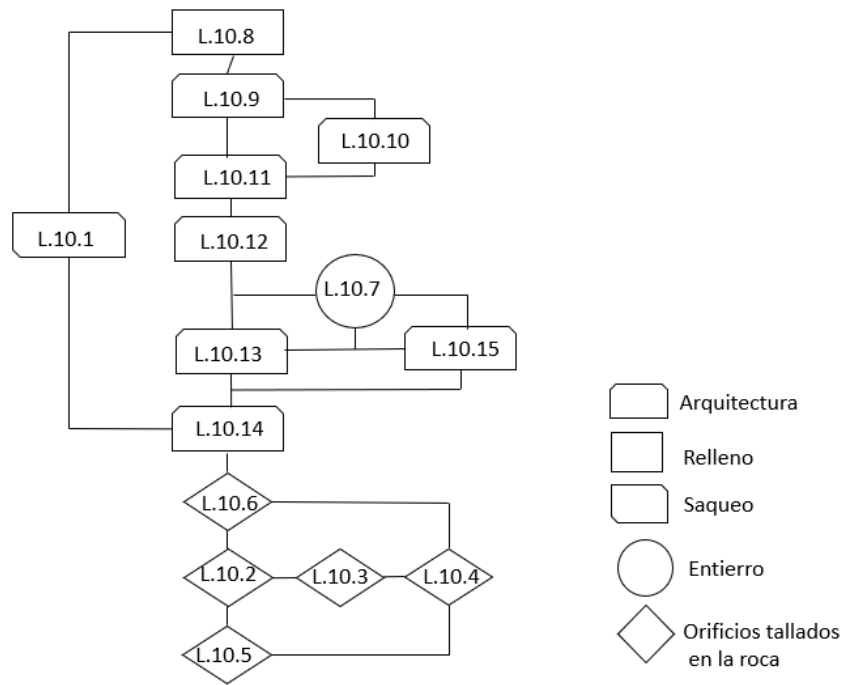 L.10.8
L.10.9
L.10.10
L.10.11
L.10.1
L.10.12
L.10.7
L.10.13
L.10.15
L.10.14
L.10.6
L.10.2
L.10.3
L.10.4
L.10.5
Arquitectura
Relleno
Saqueo
Entierro
Orificios tallados
en la roca